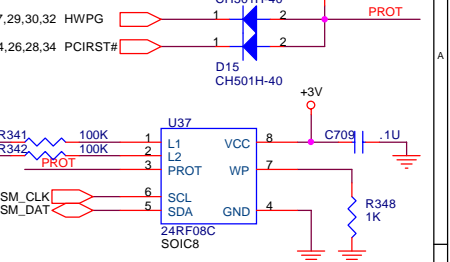 7,29,30,32 HWPG 1 2 PROT
4,26,28,34 PCIRST# 1 2
D15
CH501H-40
A
+3V
U37
R341 100K 1 L1 VCC 8 C709 .1U
R342 100K 2 L2
PROT 3 PROT WP 7
SM_CLK 6 SCL R348
SM_DAT 5 SDA GND 4 1K
24RF08C
SOIC8